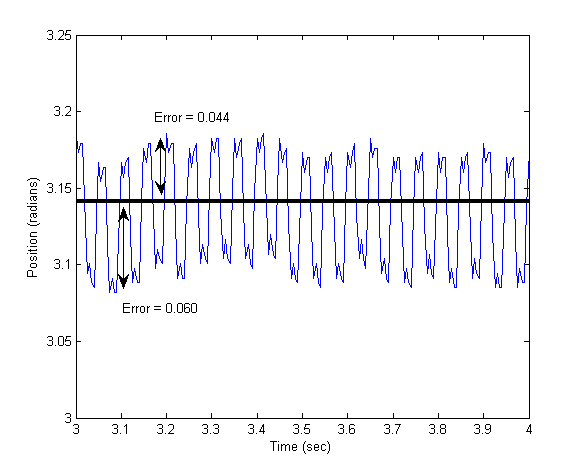 3.25
3.2
Error = 0.044
3.15
Position (radians)
3.1
Error = 0.060
3.05
3
3 3.1 3.2 3.3 3.4 3.5 3.6 3.7 3.8 3.9 4
Time (sec)